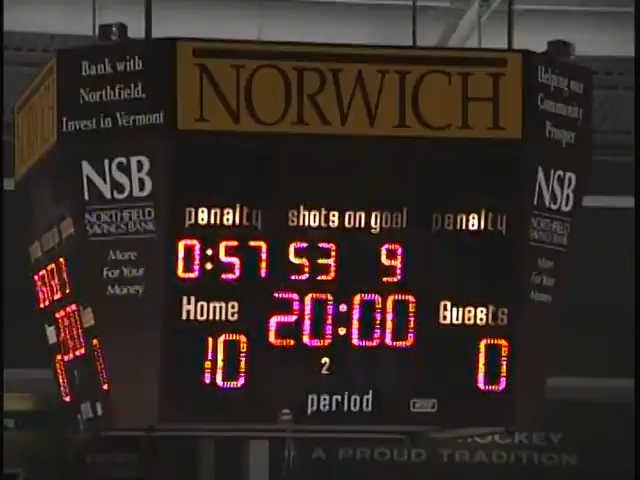 NORWICH
Bank with
Northfield,
Invest in Vermont
Helping our
Community
Prosper
NSB
NORTHFIELD
SAVINGS BANK
More
For Your
Money
NSB
NORTHFIELD
SAVINGS BANK
More
For Your
Money
penalty shots on goal penalty
0:57 53 9
Home 20:00 Guests
10 2 0
period
HOCKEY
A PROUD TRADITION